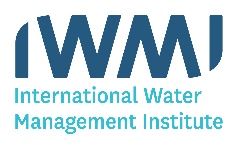 IWMI
International Water
Management Institute